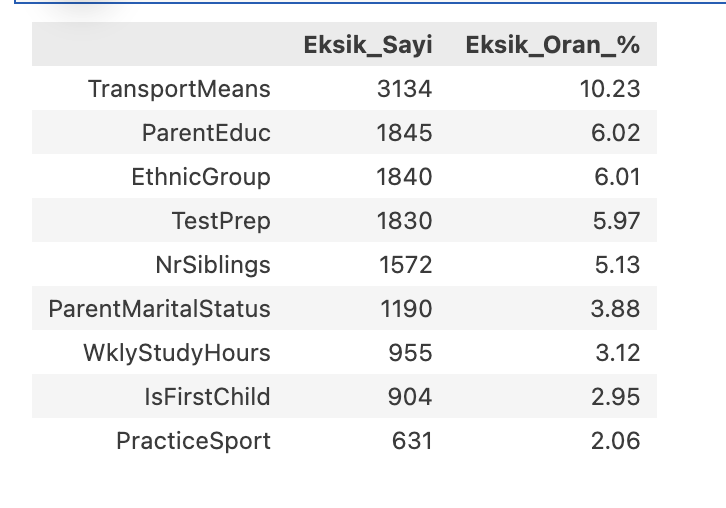 Eksik_Sayi Eksik_Oran_%
TransportMeans 3134 10.23
ParentEduc 1845 6.02
EthnicGroup 1840 6.01
TestPrep 1830 5.97
NrSiblings 1572 5.13
ParentMaritalStatus 1190 3.88
WklyStudyHours 955 3.12
IsFirstChild 904 2.95
PracticeSport 631 2.06